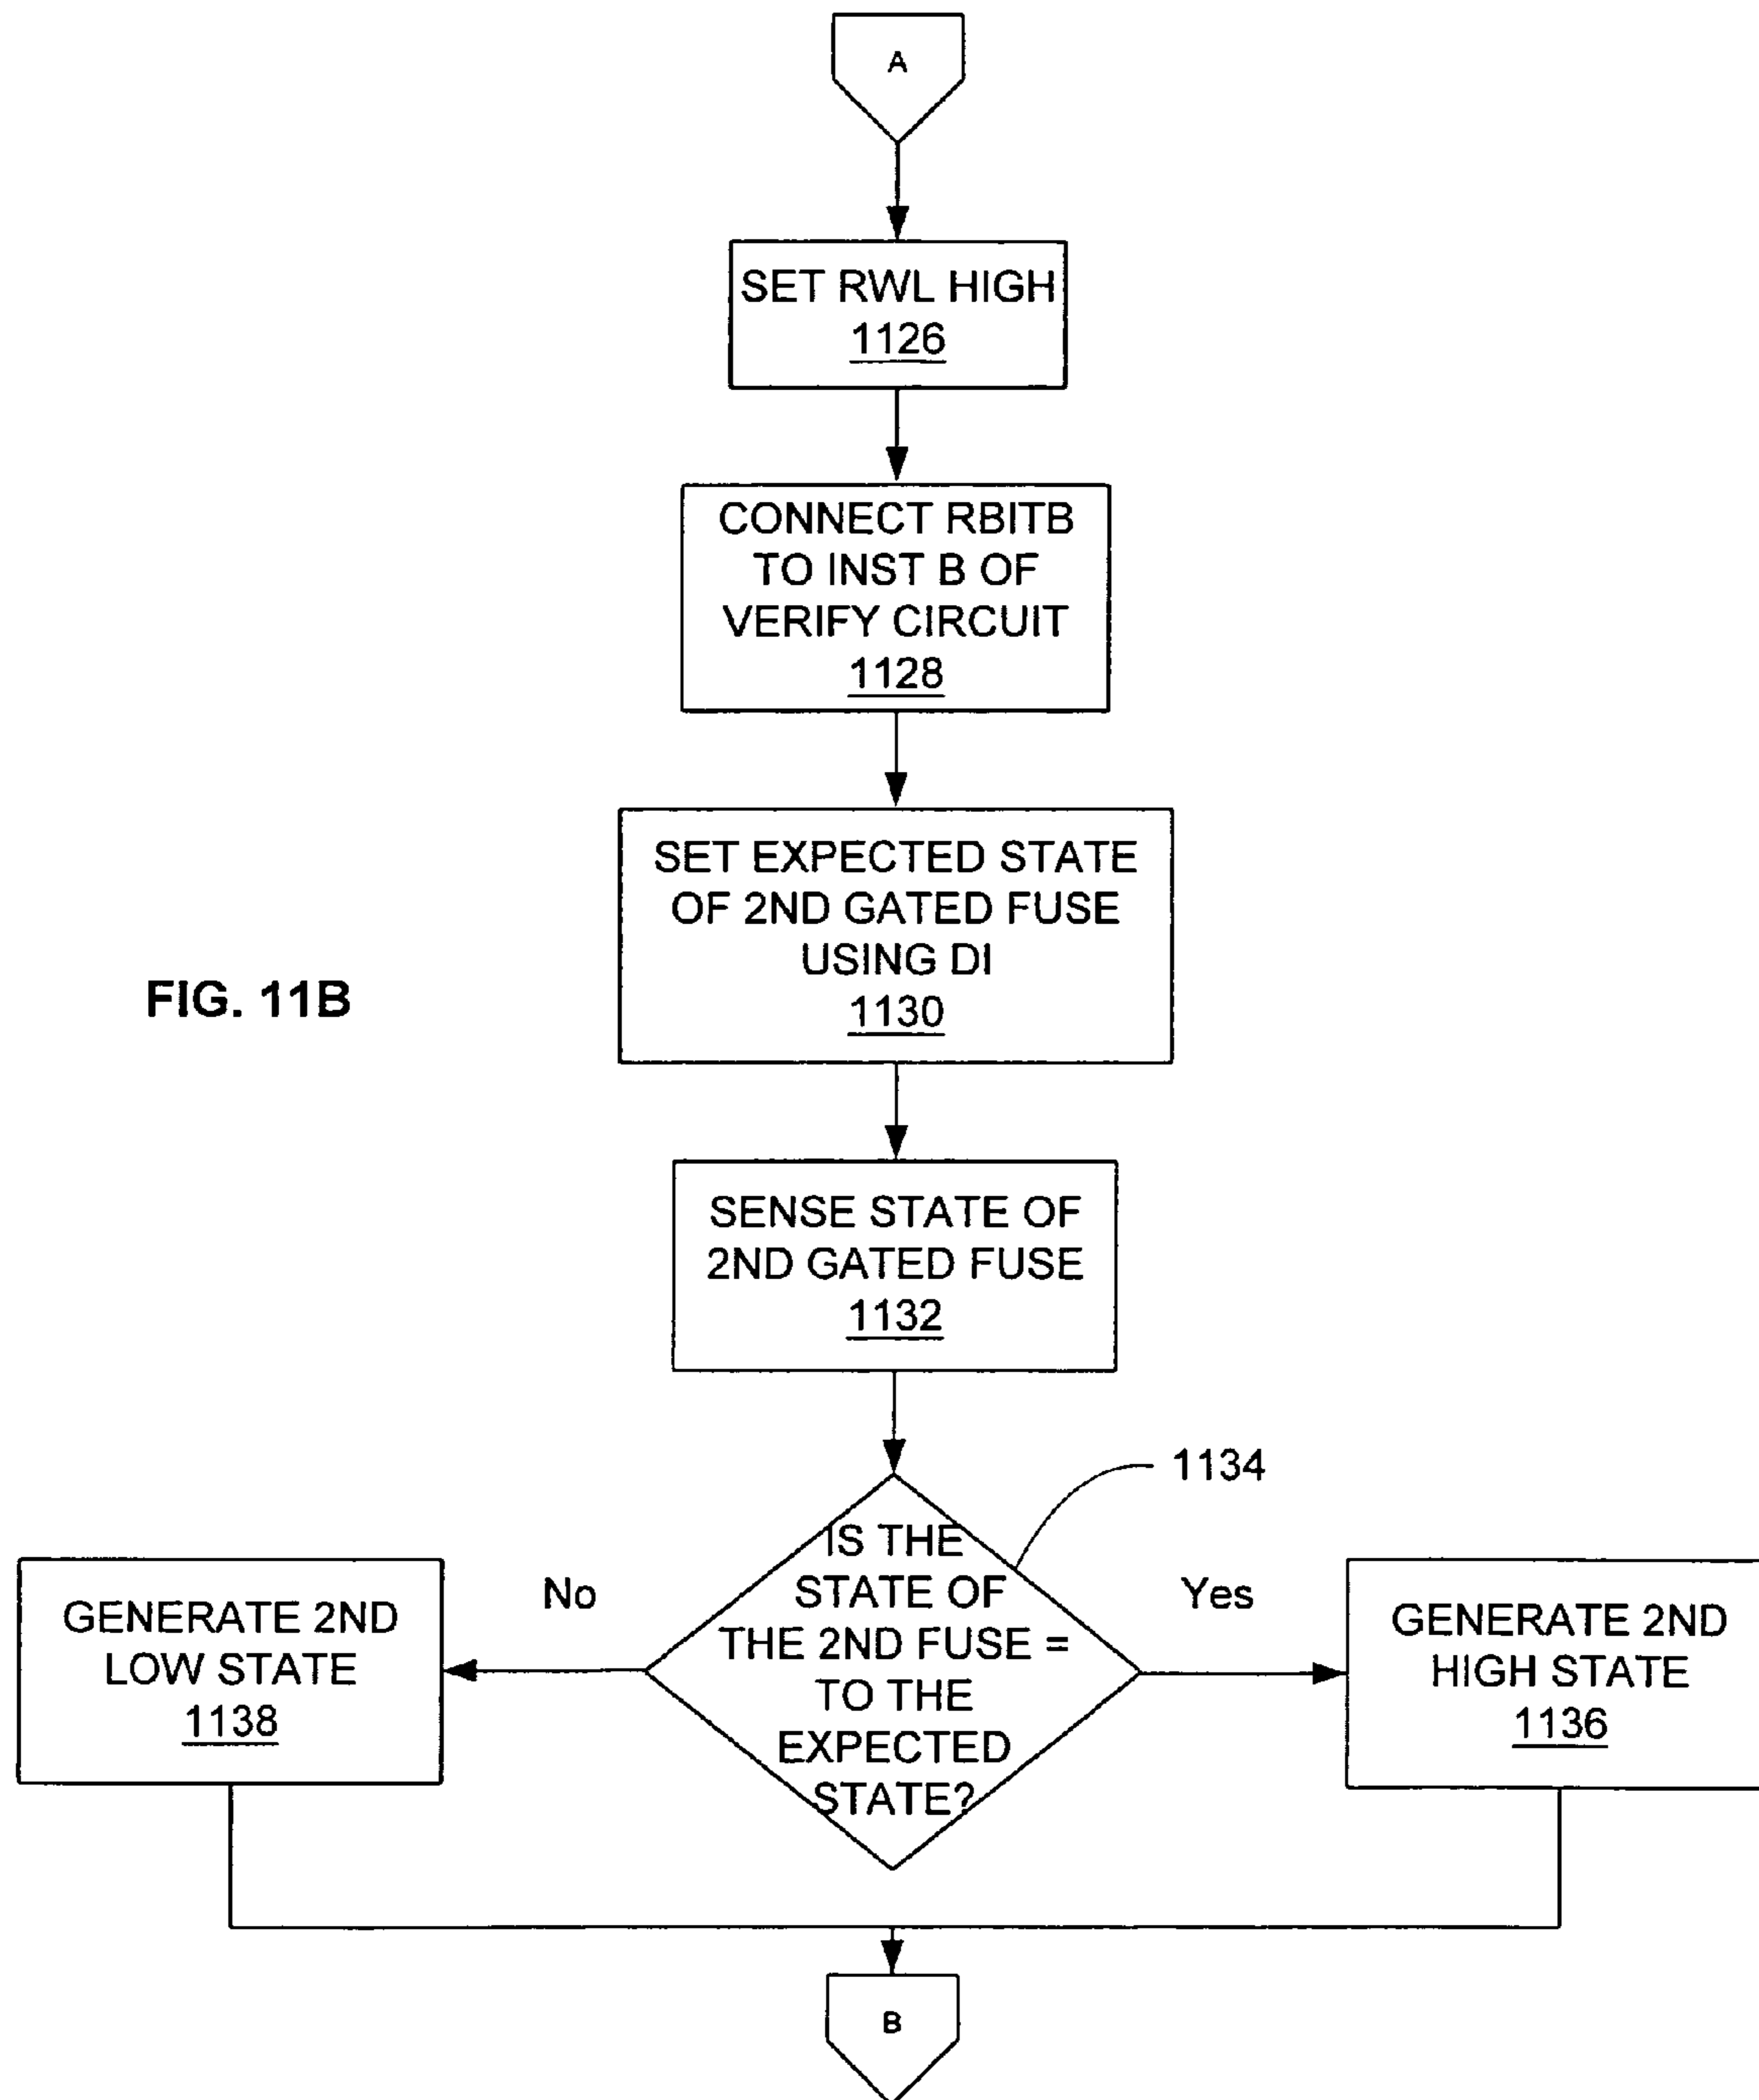 A
SET RWL HIGH
1126
CONNECT RBITB
TO INST B OF
VERIFY CIRCUIT
1128
SET EXPECTED STATE
OF 2ND GATED FUSE
USING DI
1130
FIG. 11B
SENSE STATE OF
2ND GATED FUSE
1132
1134
IS THE
STATE OF
THE 2ND FUSE =
TO THE
EXPECTED
STATE?
No
Yes
GENERATE 2ND
LOW STATE
1138
GENERATE 2ND
HIGH STATE
1136
B